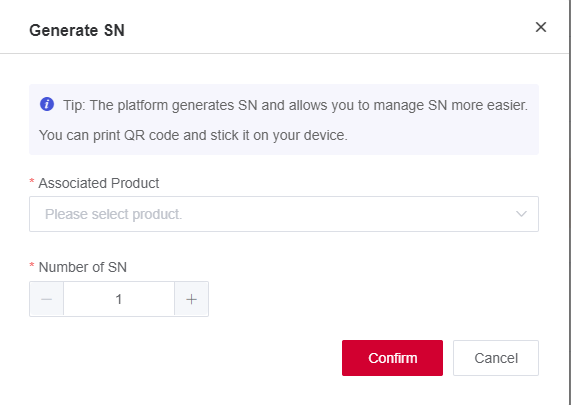 Generate SN
Tip: The platform generates SN and allows you to manage SN more easier.
You can print QR code and stick it on your device.
* Associated Product
Please select product.
* Number of SN
1
Confirm
Cancel